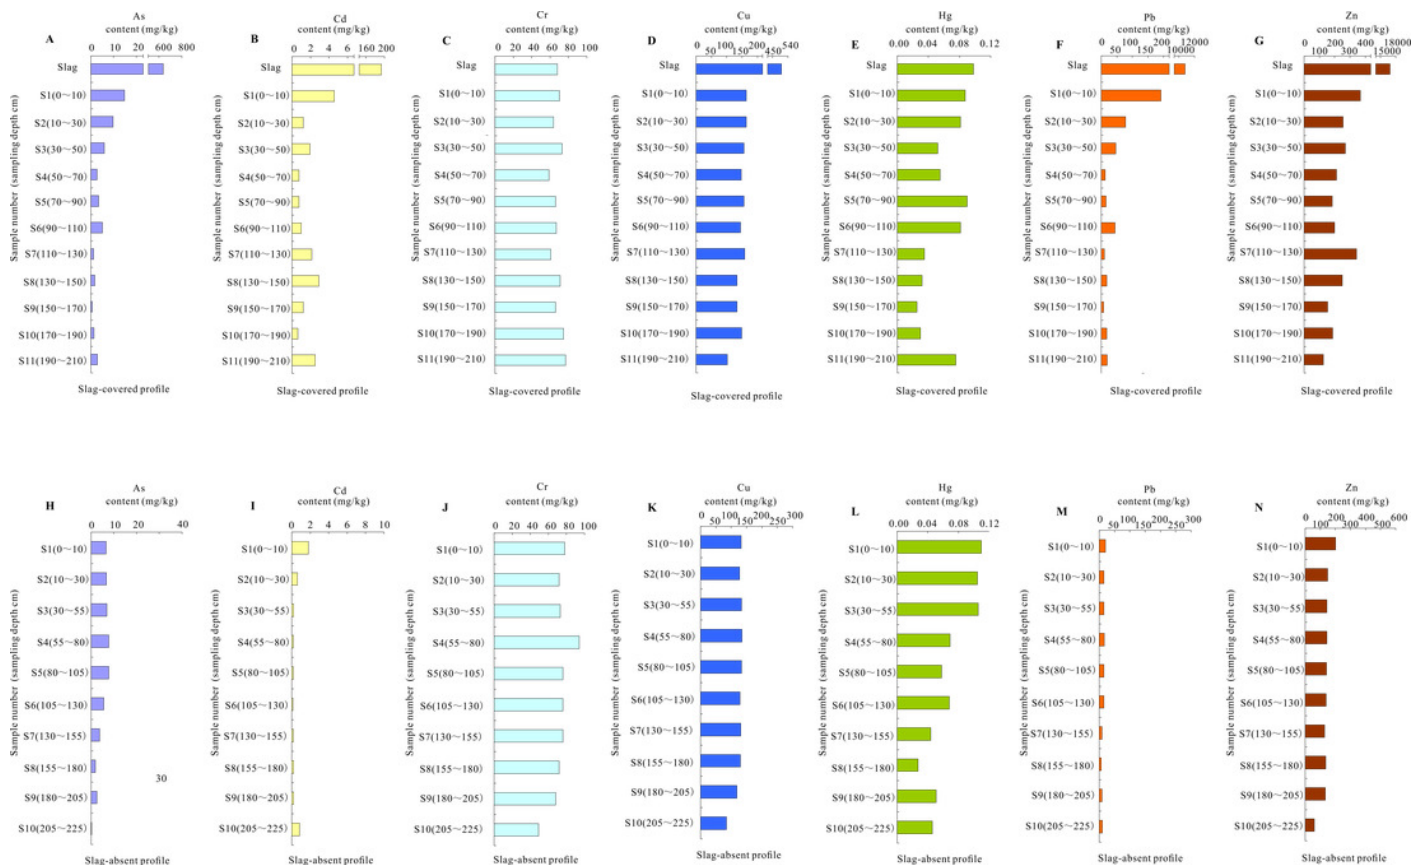 As
content (mg/kg)
A
0 10 20 600 800
Sample number (sampling depth cm)
Slag
S1(0～10)
S2(10～30)
S3(30～50)
S4(50～70)
S5(70～90)
S6(90～110)
S7(110～130)
S8(130～150)
S9(150～170)
S10(170～190)
S11(190～210)
Slag-covered profile
Cd
content (mg/kg)
B
0 2 4 6 160 200
Sample number (sampling depth cm)
Slag
S1(0～10)
S2(10～30)
S3(30～50)
S4(50～70)
S5(70～90)
S6(90～110)
S7(110～130)
S8(130～150)
S9(150～170)
S10(170～190)
S11(190～210)
Slag-covered profile
Cr
content (mg/kg)
C
0 20 40 60 80 100
Sample number (sampling depth cm)
Slag
S1(0～10)
S2(10～30)
S3(30～50)
S4(50～70)
S5(70～90)
S6(90～110)
S7(110～130)
S8(130～150)
S9(150～170)
S10(170～190)
S11(190～210)
Slag-covered profile
Cu
content (mg/kg)
D
0 50 100 150 200 450 540
Sample number (sampling depth cm)
Slag
S1(0～10)
S2(10～30)
S3(30～50)
S4(50～70)
S5(70～90)
S6(90～110)
S7(110～130)
S8(130～150)
S9(150～170)
S10(170～190)
S11(190～210)
Slag-covered profile
Hg
content (mg/kg)
E
0.00 0.04 0.08 0.12
Sample number (sampling depth cm)
Slag
S1(0～10)
S2(10～30)
S3(30～50)
S4(50～70)
S5(70～90)
S6(90～110)
S7(110～130)
S8(130～150)
S9(150～170)
S10(170～190)
S11(190～210)
Slag-covered profile
Pb
content (mg/kg)
F
0 50 100 150 200 10000 12000
Sample number (sampling depth cm)
Slag
S1(0～10)
S2(10～30)
S3(30～50)
S4(50～70)
S5(70～90)
S6(90～110)
S7(110～130)
S8(130～150)
S9(150～170)
S10(170～190)
S11(190～210)
Slag-covered profile
Zn
content (mg/kg)
G
0 100 200 300 400 15000 18000
Sample number (sampling depth cm)
Slag
S1(0～10)
S2(10～30)
S3(30～50)
S4(50～70)
S5(70～90)
S6(90～110)
S7(110～130)
S8(130～150)
S9(150～170)
S10(170～190)
S11(190～210)
Slag-covered profile
As
content (mg/kg)
H
0 10 20 40
Sample number (sampling depth cm)
S1(0～10)
S2(10～30)
S3(30～55)
S4(55～80)
S5(80～105)
S6(105～130)
S7(130～155)
S8(155～180)
30
S9(180～205)
S10(205～225)
Slag-absent profile
Cd
content (mg/kg)
I
0 2 4 6 8 10
Sample number (sampling depth cm)
S1(0～10)
S2(10～30)
S3(30～55)
S4(55～80)
S5(80～105)
S6(105～130)
S7(130～155)
S8(155～180)
S9(180～205)
S10(205～225)
Slag-absent profile
Cr
content (mg/kg)
J
0 20 40 60 80 100
Sample number (sampling depth cm)
S1(0～10)
S2(10～30)
S3(30～55)
S4(55～80)
S5(80～105)
S6(105～130)
S7(130～155)
S8(155～180)
S9(180～205)
S10(205～225)
Slag-absent profile
Cu
content (mg/kg)
K
0 50 100 150 200 250 300
Sample number (sampling depth cm)
S1(0～10)
S2(10～30)
S3(30～55)
S4(55～80)
S5(80～105)
S6(105～130)
S7(130～155)
S8(155～180)
S9(180～205)
S10(205～225)
Slag-absent profile
Hg
content (mg/kg)
L
0.00 0.04 0.08 0.12
Sample number (sampling depth cm)
S1(0～10)
S2(10～30)
S3(30～55)
S4(55～80)
S5(80～105)
S6(105～130)
S7(130～155)
S8(155～180)
S9(180～205)
S10(205～225)
Slag-absent profile
Pb
content (mg/kg)
M
0 50 100 150 200 250 300
Sample number (sampling depth cm)
S1(0～10)
S2(10～30)
S3(30～55)
S4(55～80)
S5(80～105)
S6(105～130)
S7(130～155)
S8(155～180)
S9(180～205)
S10(205～225)
Slag-absent profile
Zn
content (mg/kg)
N
0 100 200 300 400 500 600
Sample number (sampling depth cm)
S1(0～10)
S2(10～30)
S3(30～55)
S4(55～80)
S5(80～105)
S6(105～130)
S7(130～155)
S8(155～180)
S9(180～205)
S10(205～225)
Slag-absent profile